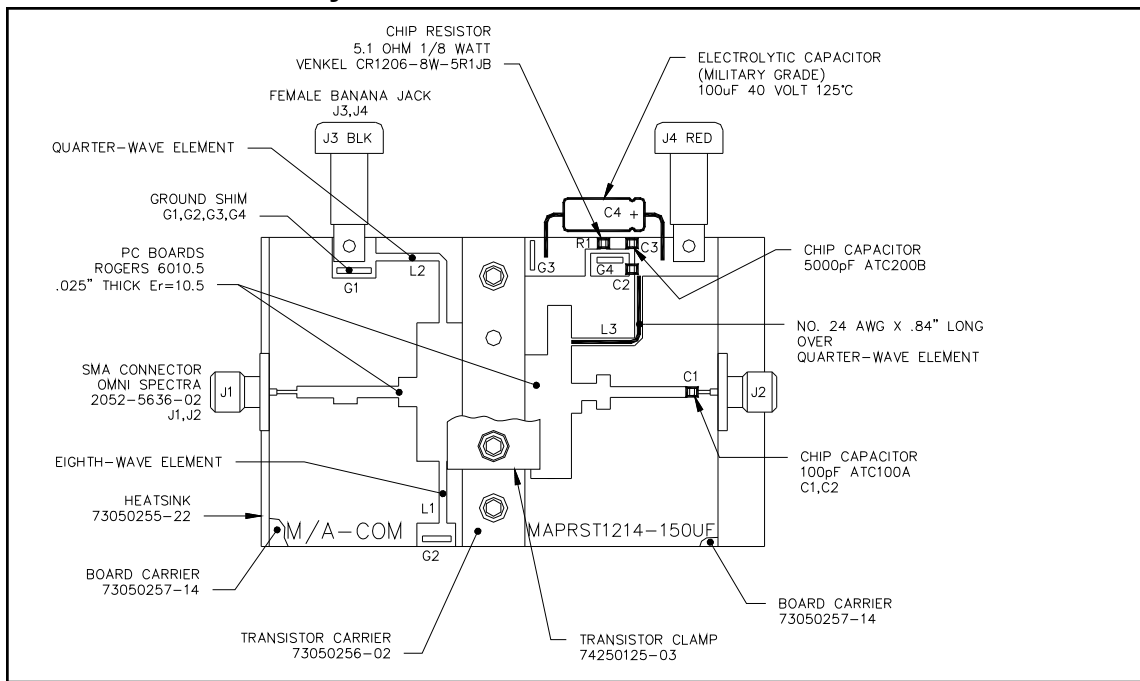 CHIP RESISTOR
5.1 OHM 1/8 WATT
VENKEL CR1206-8W-5R1JB
ELECTROLYTIC CAPACITOR
(MILITARY GRADE)
100uF 40 VOLT 125°C
FEMALE BANANA JACK
J3,J4
J3 BLK
J4 RED
QUARTER-WAVE ELEMENT
GROUND SHIM
G1,G2,G3,G4
C4 +
R1
C3
PC BOARDS
ROGERS 6010.5
.025" THICK Er=10.5
G1
L2
G3
G4
C2
CHIP CAPACITOR
5000pF ATC200B
L3
NO. 24 AWG X .84" LONG
OVER
QUARTER-WAVE ELEMENT
SMA CONNECTOR
OMNI SPECTRA
2052-5636-02
J1,J2
J1
C1
J2
EIGHTH-WAVE ELEMENT
CHIP CAPACITOR
100pF ATC100A
C1,C2
HEATSINK
73050255-22
L1
M/A-COM
MAPRST1214-150UF
G2
BOARD CARRIER
73050257-14
BOARD CARRIER
73050257-14
TRANSISTOR CARRIER
73050256-02
TRANSISTOR CLAMP
74250125-03